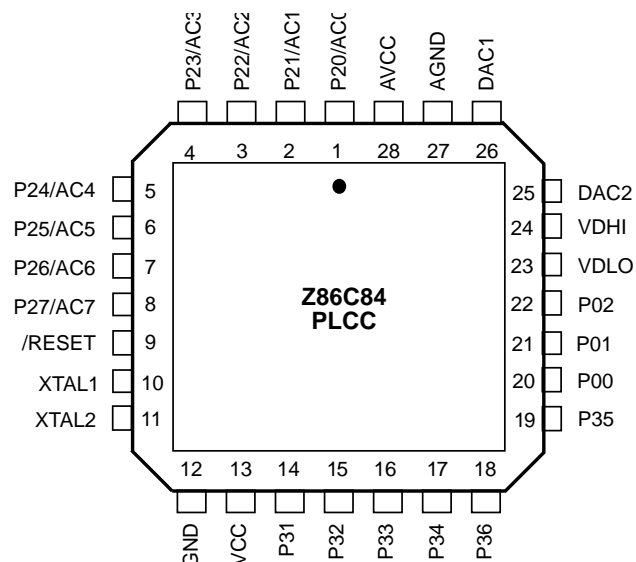 P23/AC3
P22/AC2
P21/AC1
P20/AC0
AVCC
AGND
DAC1
4 3 2 1 28 27 26
P24/AC4 5
25 DAC2
P25/AC5 6
24 VDHI
P26/AC6 7
23 VDLO
P27/AC7 8
22 P02
/RESET 9
21 P01
XTAL1 10
20 P00
XTAL2 11
19 P35
Z86C84
PLCC
12 13 14 15 16 17 18
GND
VCC
P31
P32
P33
P34
P36